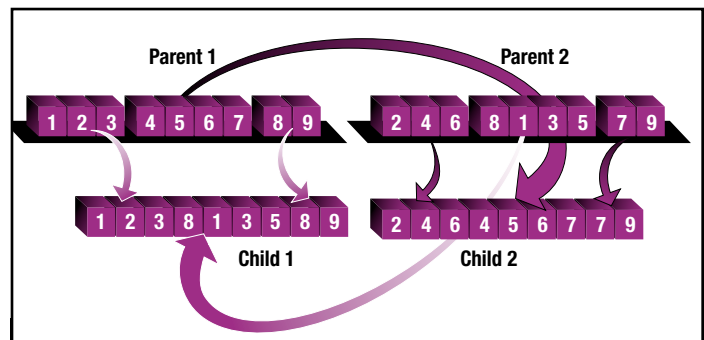 Parent 1 Parent 2
1 2 3 4 5 6 7 8 9 2 4 6 8 1 3 5 7 9
1 2 3 8 1 3 5 8 9 2 4 6 4 5 6 7 7 9
Child 1 Child 2